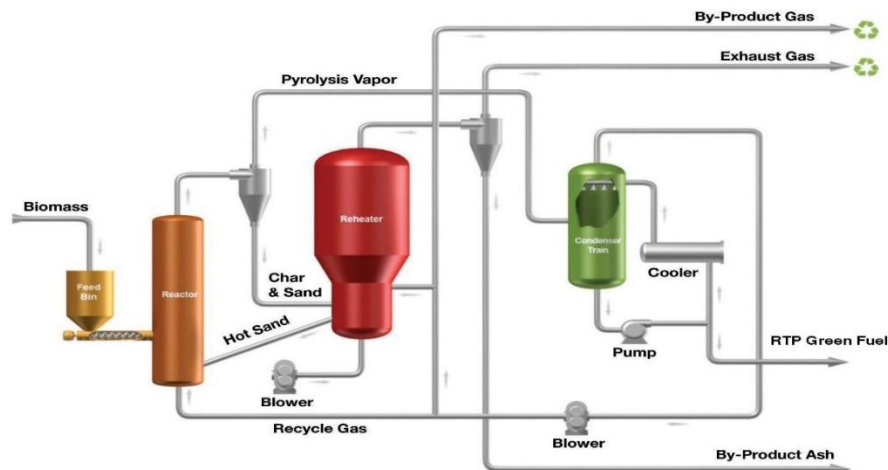 By-Product Gas
Exhaust Gas
Pyrolysis Vapor
Biomass
Reheater
Feed
Bin
Reactor
Condenser
Train
Char
& Sand
Cooler
Hot Sand
Pump
RTP Green Fuel
Blower
Recycle Gas
Blower
By-Product Ash